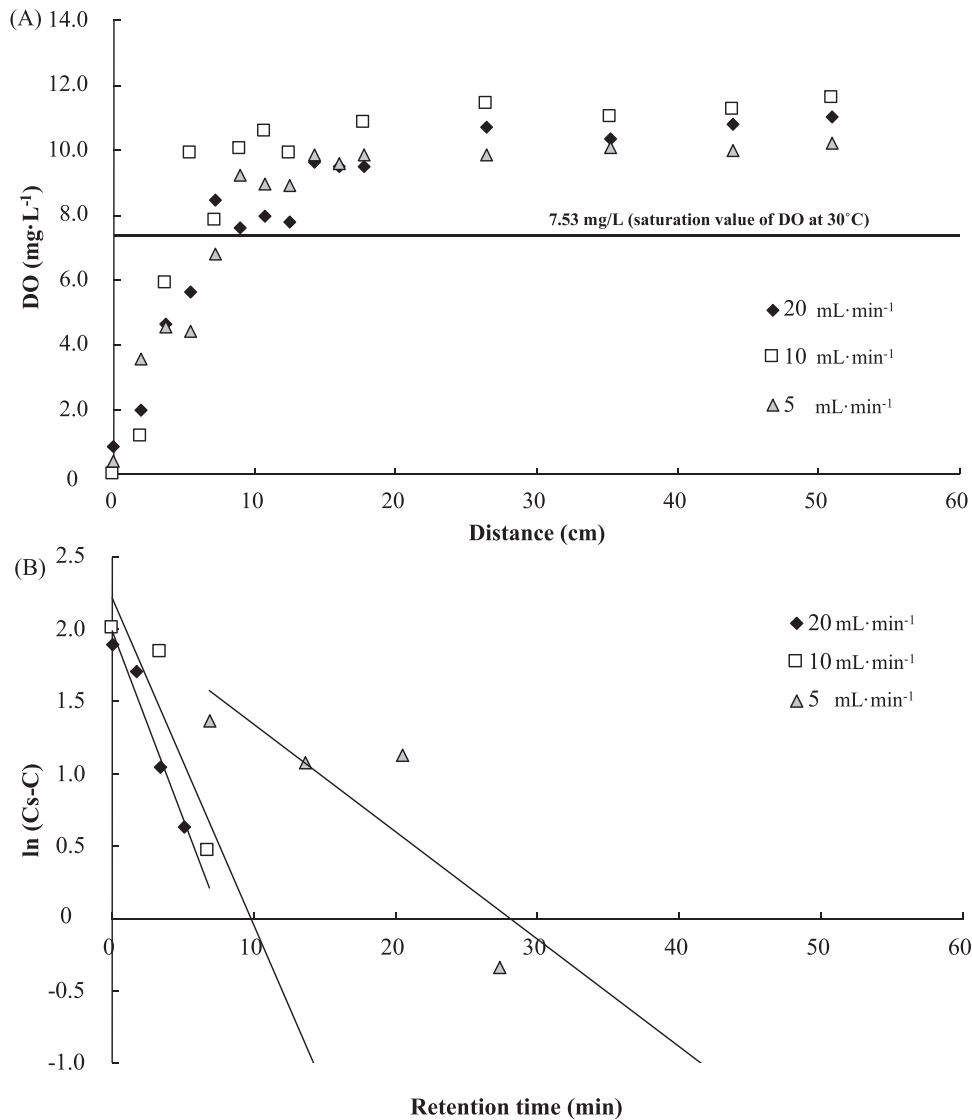 (A)
14.0
12.0
10.0
8.0
6.0
4.0
2.0
0
DO (mg·L⁻¹)
7.53 mg/L (saturation value of DO at 30˚C)
20 mL·min⁻¹
10 mL·min⁻¹
5 mL·min⁻¹
0 10 20 30 40 50 60
Distance (cm)
(B)
2.5
2.0
1.5
1.0
0.5
0
-0.5
-1.0
ln (Cs-C)
20 mL·min⁻¹
10 mL·min⁻¹
5 mL·min⁻¹
0 10 20 30 40 50 60
Retention time (min)